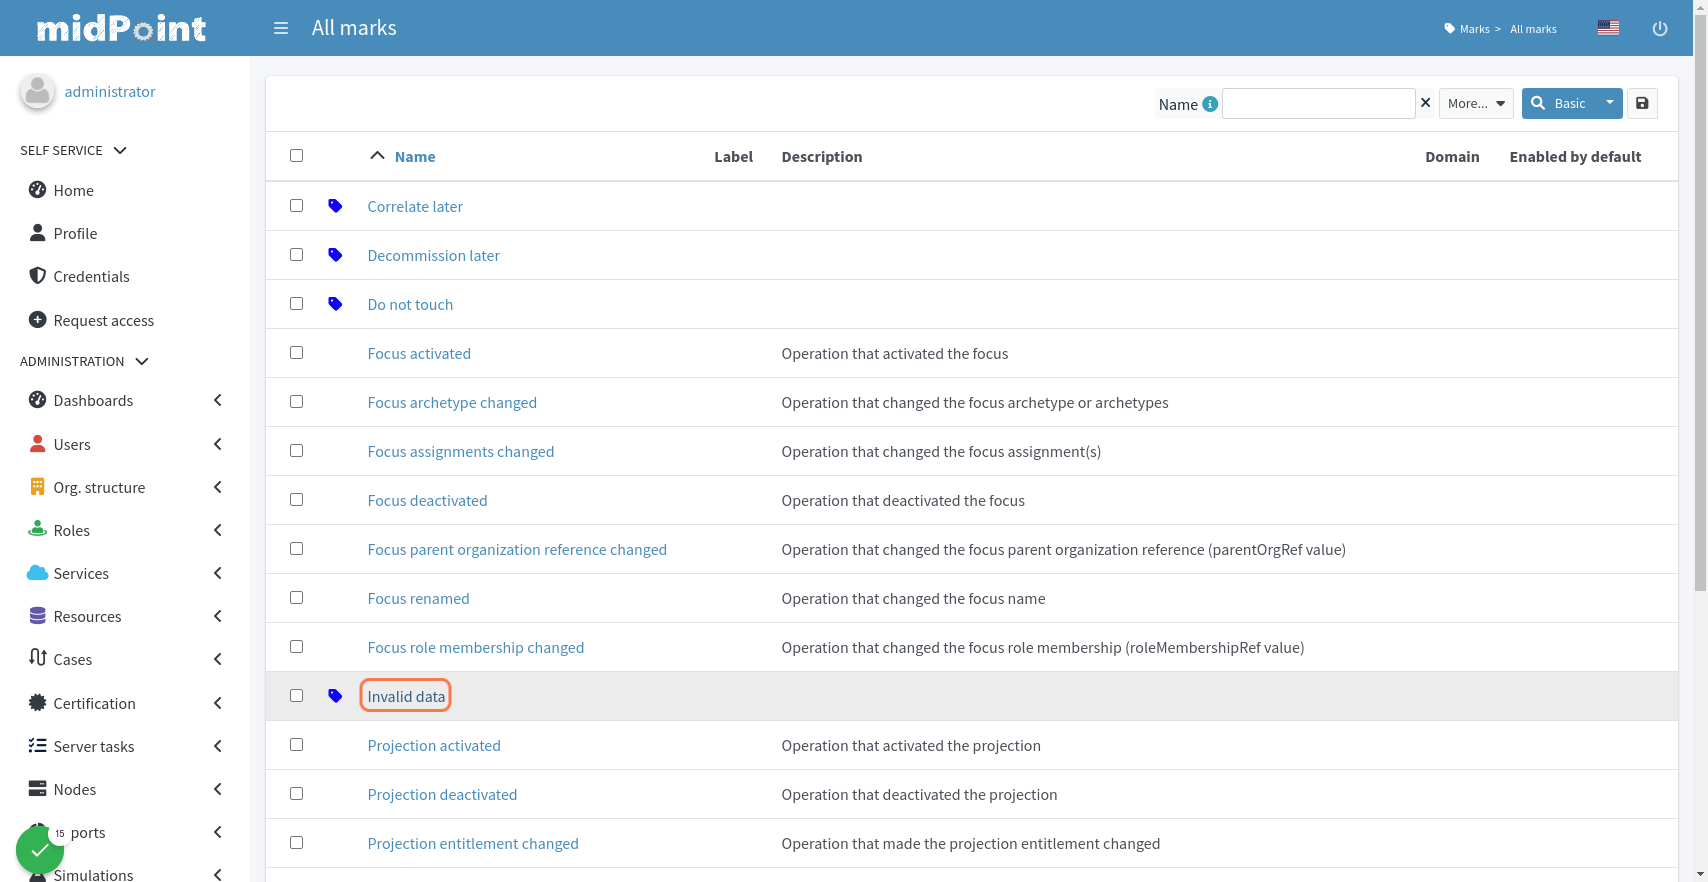 midPoint
All marks
Marks > All marks
administrator
SELF SERVICE
Home
Profile
Credentials
Request access
ADMINISTRATION
Dashboards
Users
Org. structure
Roles
Services
Resources
Cases
Certification
Server tasks
Nodes
15 ports
Simulations
Name
More...
Basic
Name Label Description Domain Enabled by default
Correlate later
Decommission later
Do not touch
Focus activated Operation that activated the focus
Focus archetype changed Operation that changed the focus archetype or archetypes
Focus assignments changed Operation that changed the focus assignment(s)
Focus deactivated Operation that deactivated the focus
Focus parent organization reference changed Operation that changed the focus parent organization reference (parentOrgRef value)
Focus renamed Operation that changed the focus name
Focus role membership changed Operation that changed the focus role membership (roleMembershipRef value)
Invalid data
Projection activated Operation that activated the projection
Projection deactivated Operation that deactivated the projection
Projection entitlement changed Operation that made the projection entitlement changed